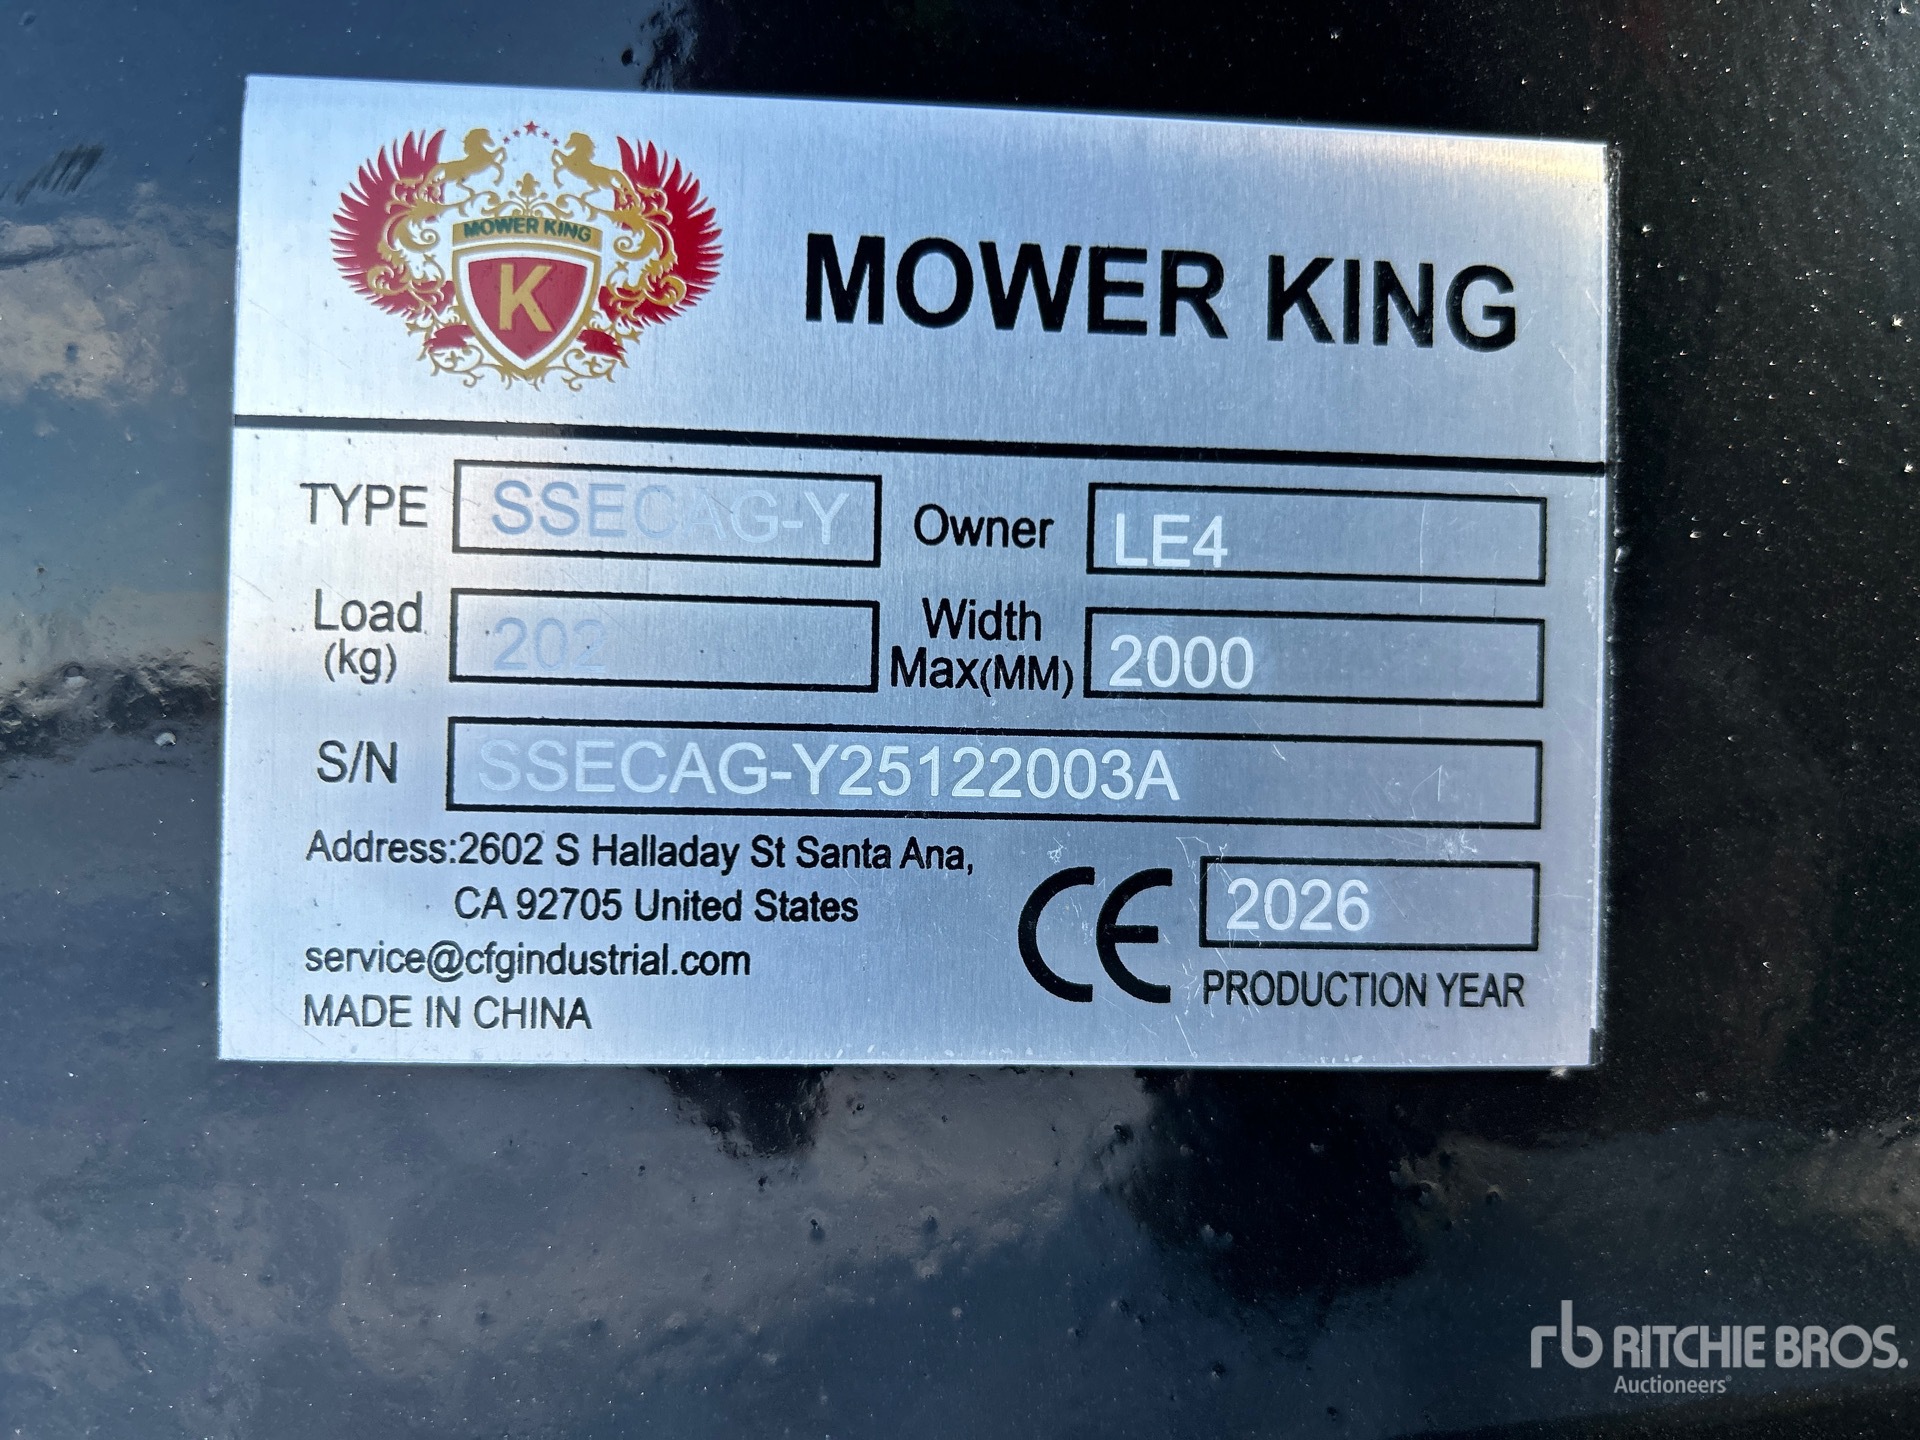 MOWER KING
K
MOWER KING
TYPE SSECAG-Y Owner LE4
Load (kg) 202 Width Max(MM) 2000
S/N SSECAG-Y25122003A
Address:2602 S Halladay St Santa Ana,
CA 92705 United States
service@cfgindustrial.com
MADE IN CHINA
CE 2026
PRODUCTION YEAR
rb RITCHIE BROS.
Auctioneers